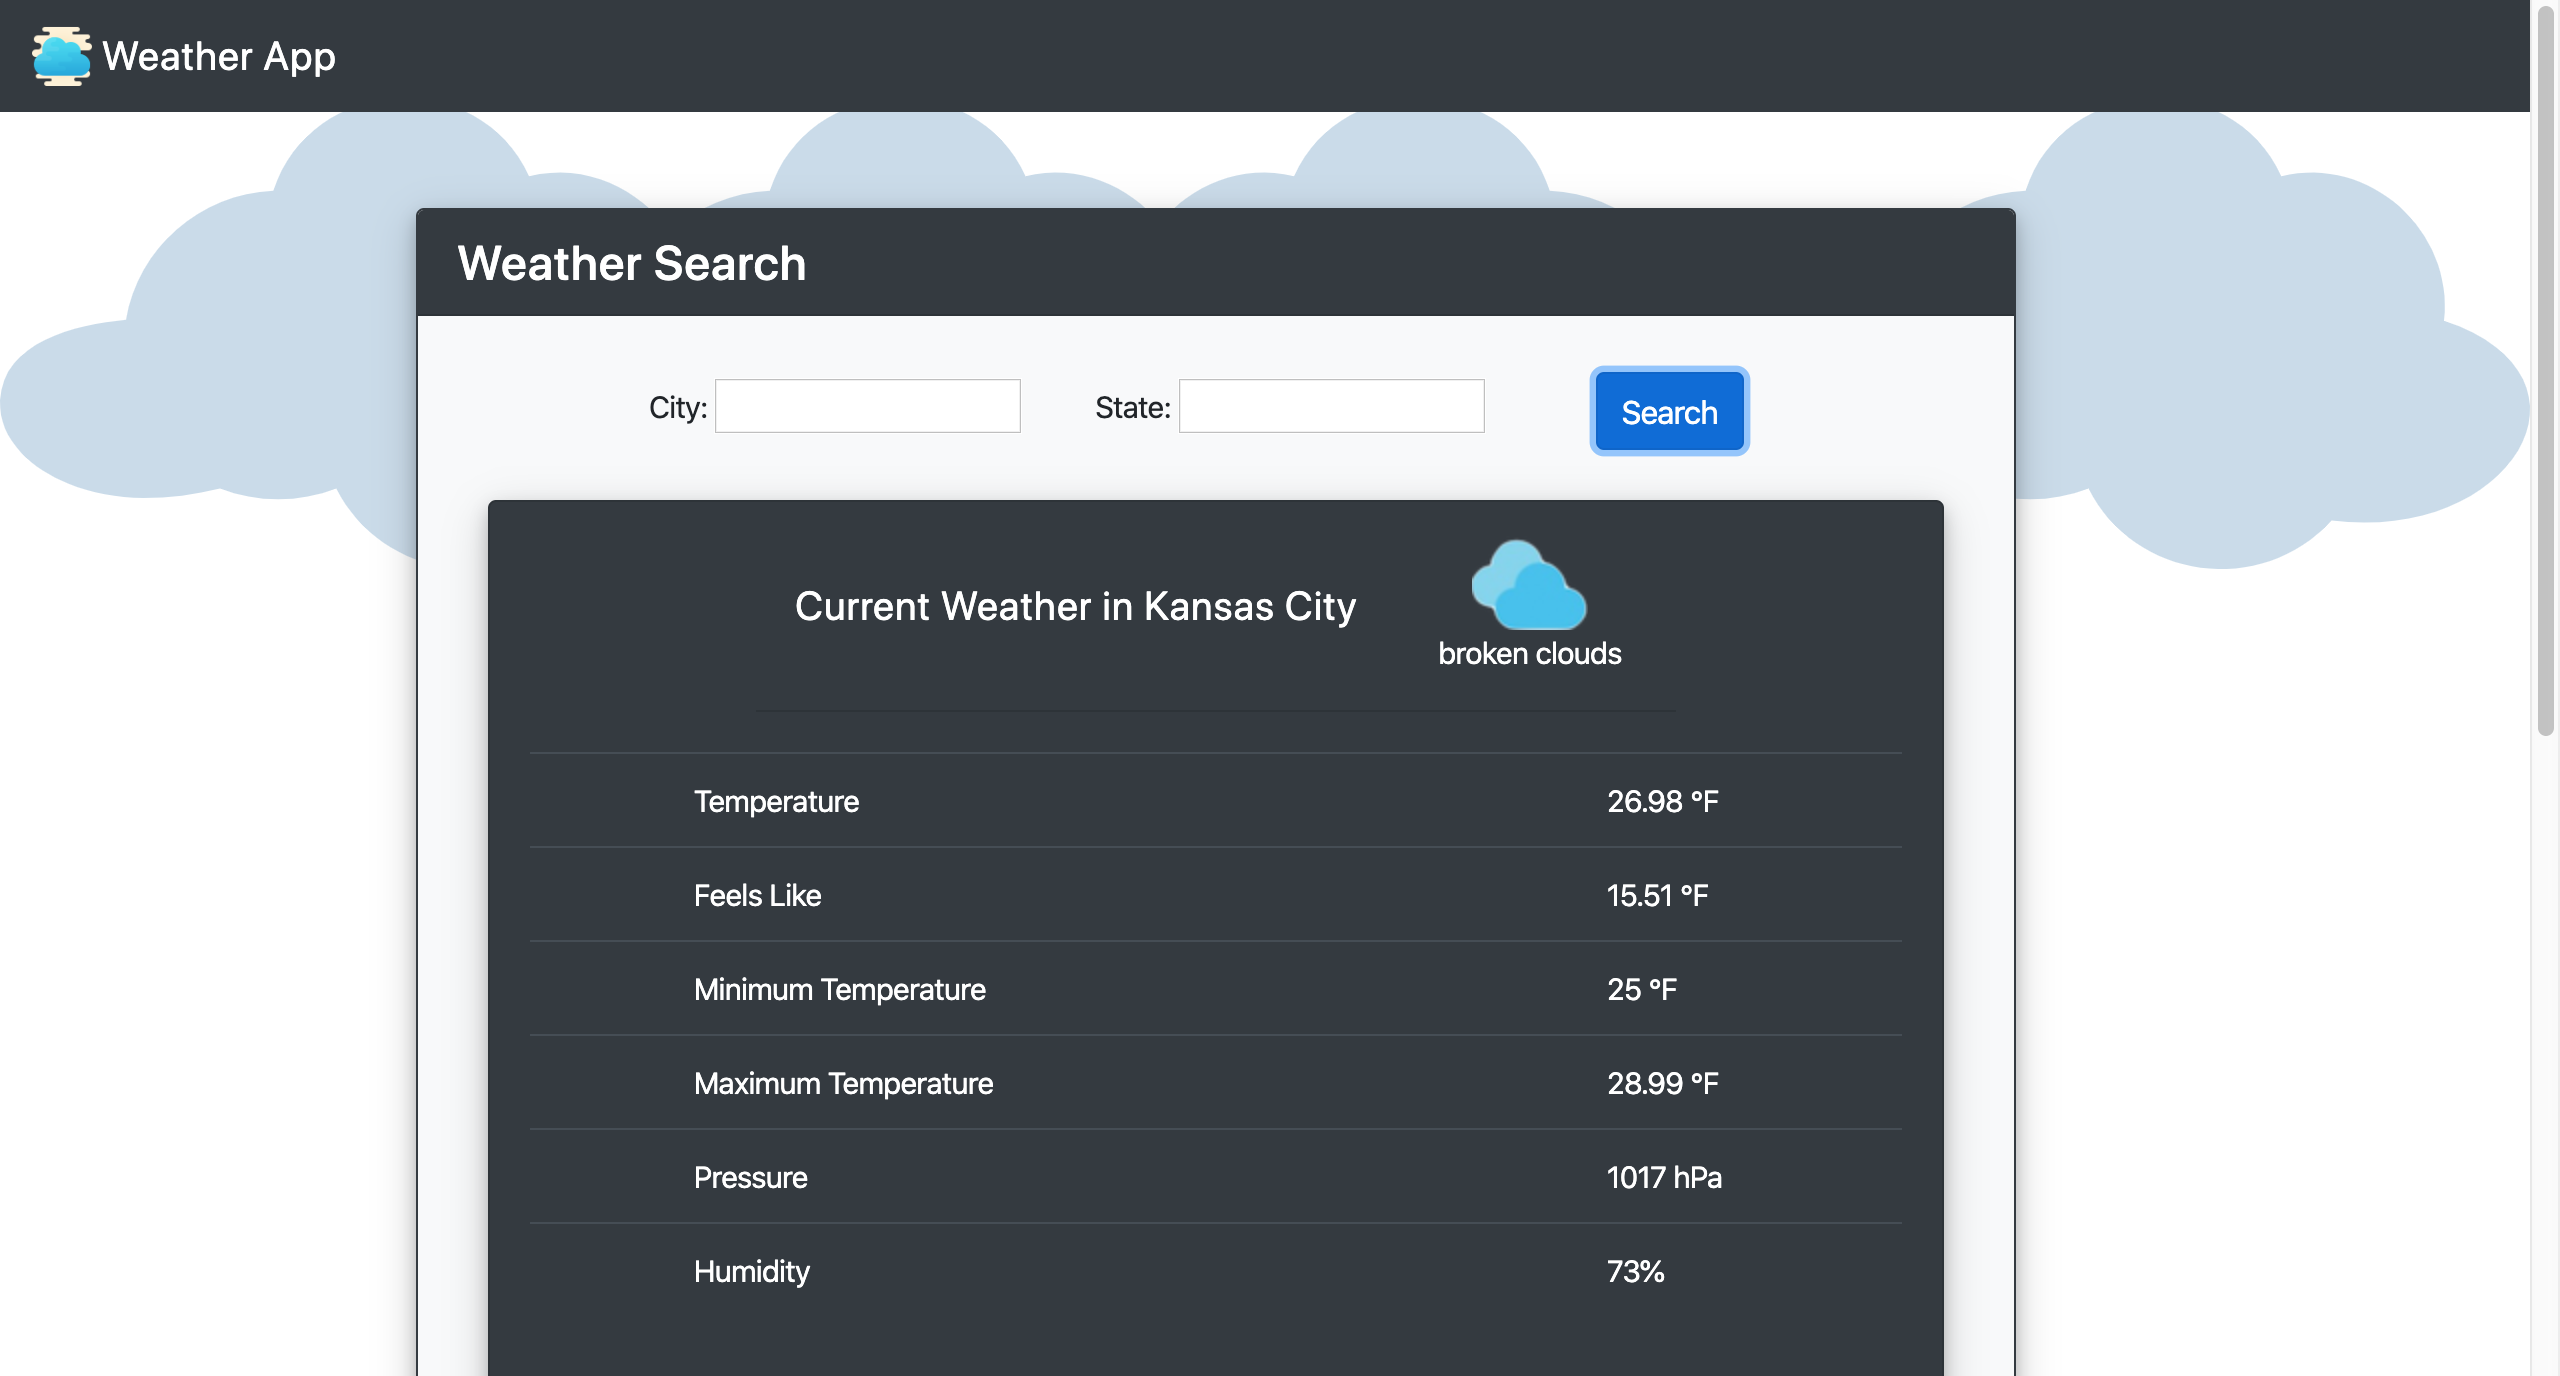 Weather App
Weather Search
City: State: Search
Current Weather in Kansas City
broken clouds
Temperature 26.98 °F
Feels Like 15.51 °F
Minimum Temperature 25 °F
Maximum Temperature 28.99 °F
Pressure 1017 hPa
Humidity 73%